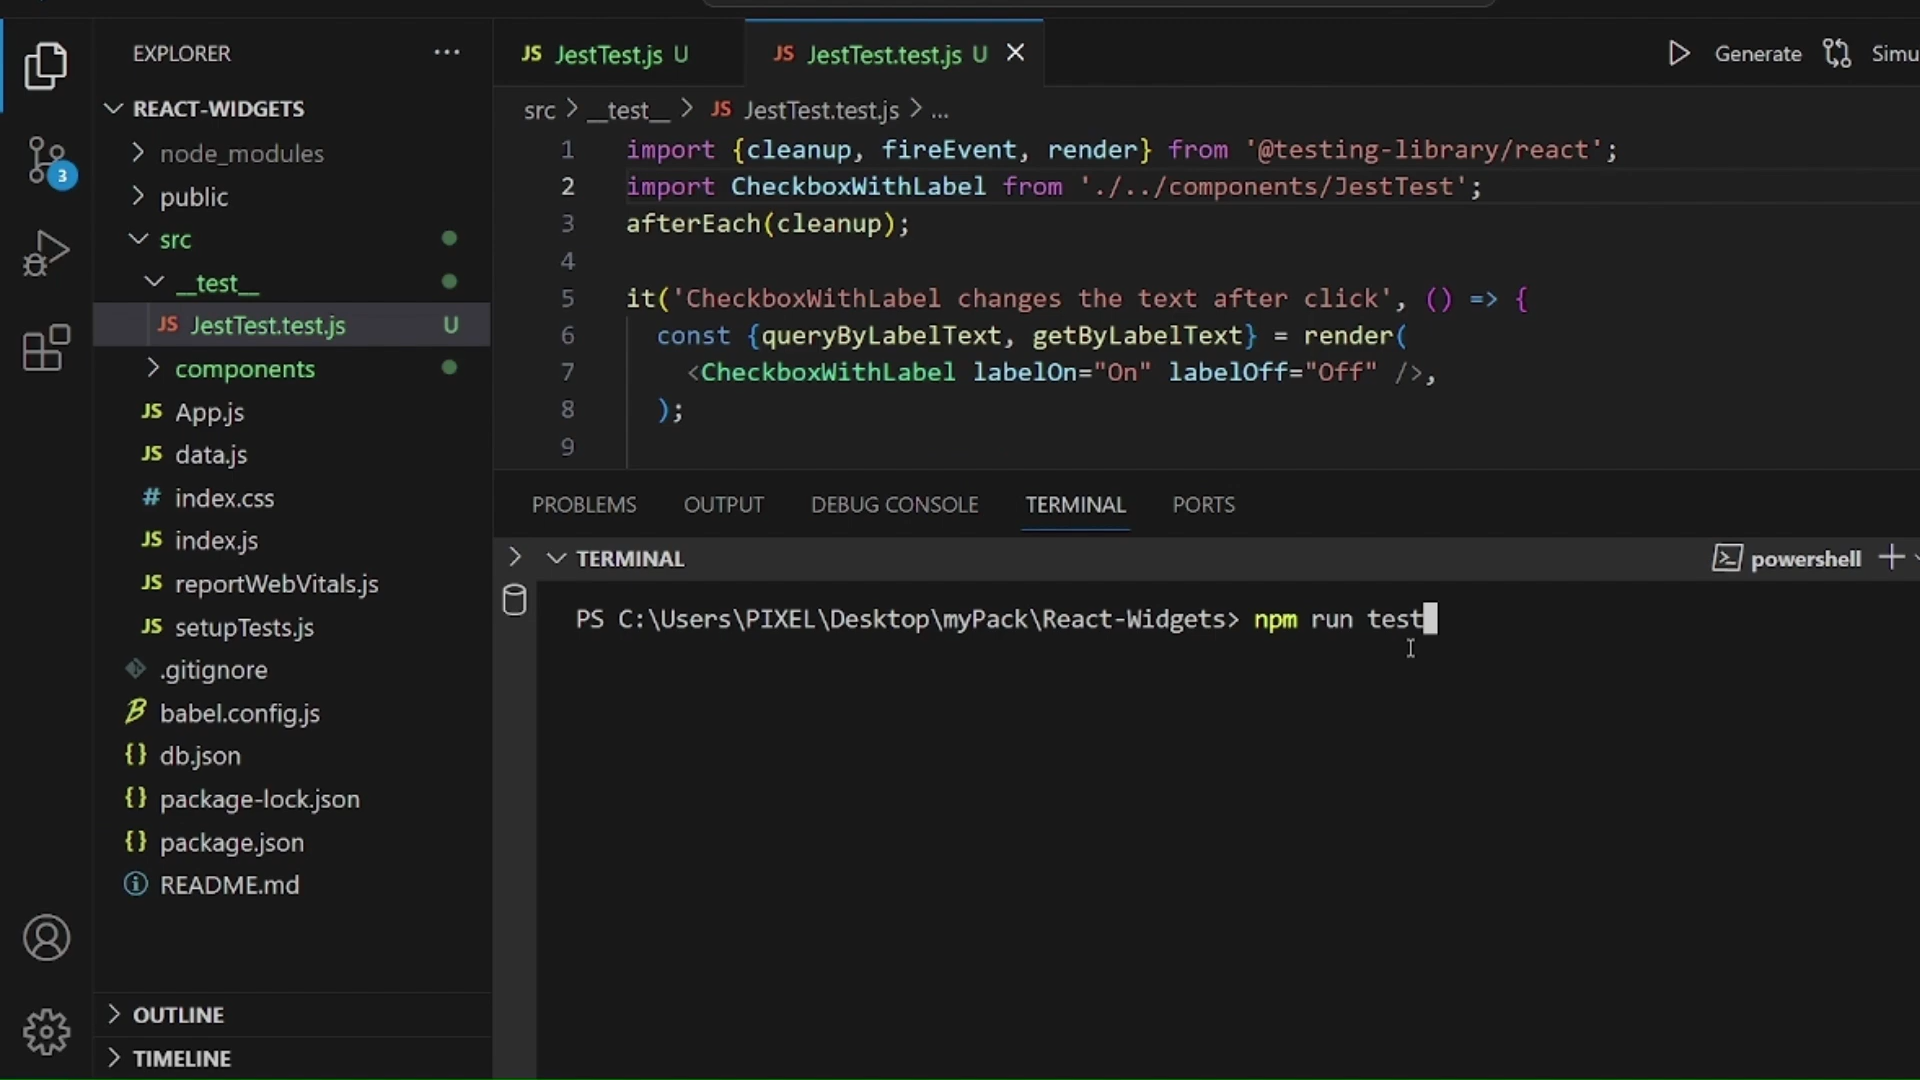 EXPLORER
REACT-WIDGETS
node_modules
public
src
__test__
JS JestTest.test.js U
components
JS App.js
JS data.js
# index.css
JS index.js
JS reportWebVitals.js
JS setupTests.js
.gitignore
babel.config.js
{} db.json
{} package-lock.json
{} package.json
README.md
OUTLINE
TIMELINE
3
JS JestTest.js U
JS JestTest.test.js U
Generate
src > __test__ > JS JestTest.test.js > ...
1 import {cleanup, fireEvent, render} from '@testing-library/react';
2 import CheckboxWithLabel from './../components/JestTest';
3 afterEach(cleanup);
4
5 it('CheckboxWithLabel changes the text after click', () => {
6 const {queryByLabelText, getByLabelText} = render(
7 <CheckboxWithLabel labelOn="On" labelOff="Off" />,
8 );
9
PROBLEMS OUTPUT DEBUG CONSOLE TERMINAL PORTS
TERMINAL
powershell
PS C:\Users\PIXEL\Desktop\myPack\React-Widgets> npm run test